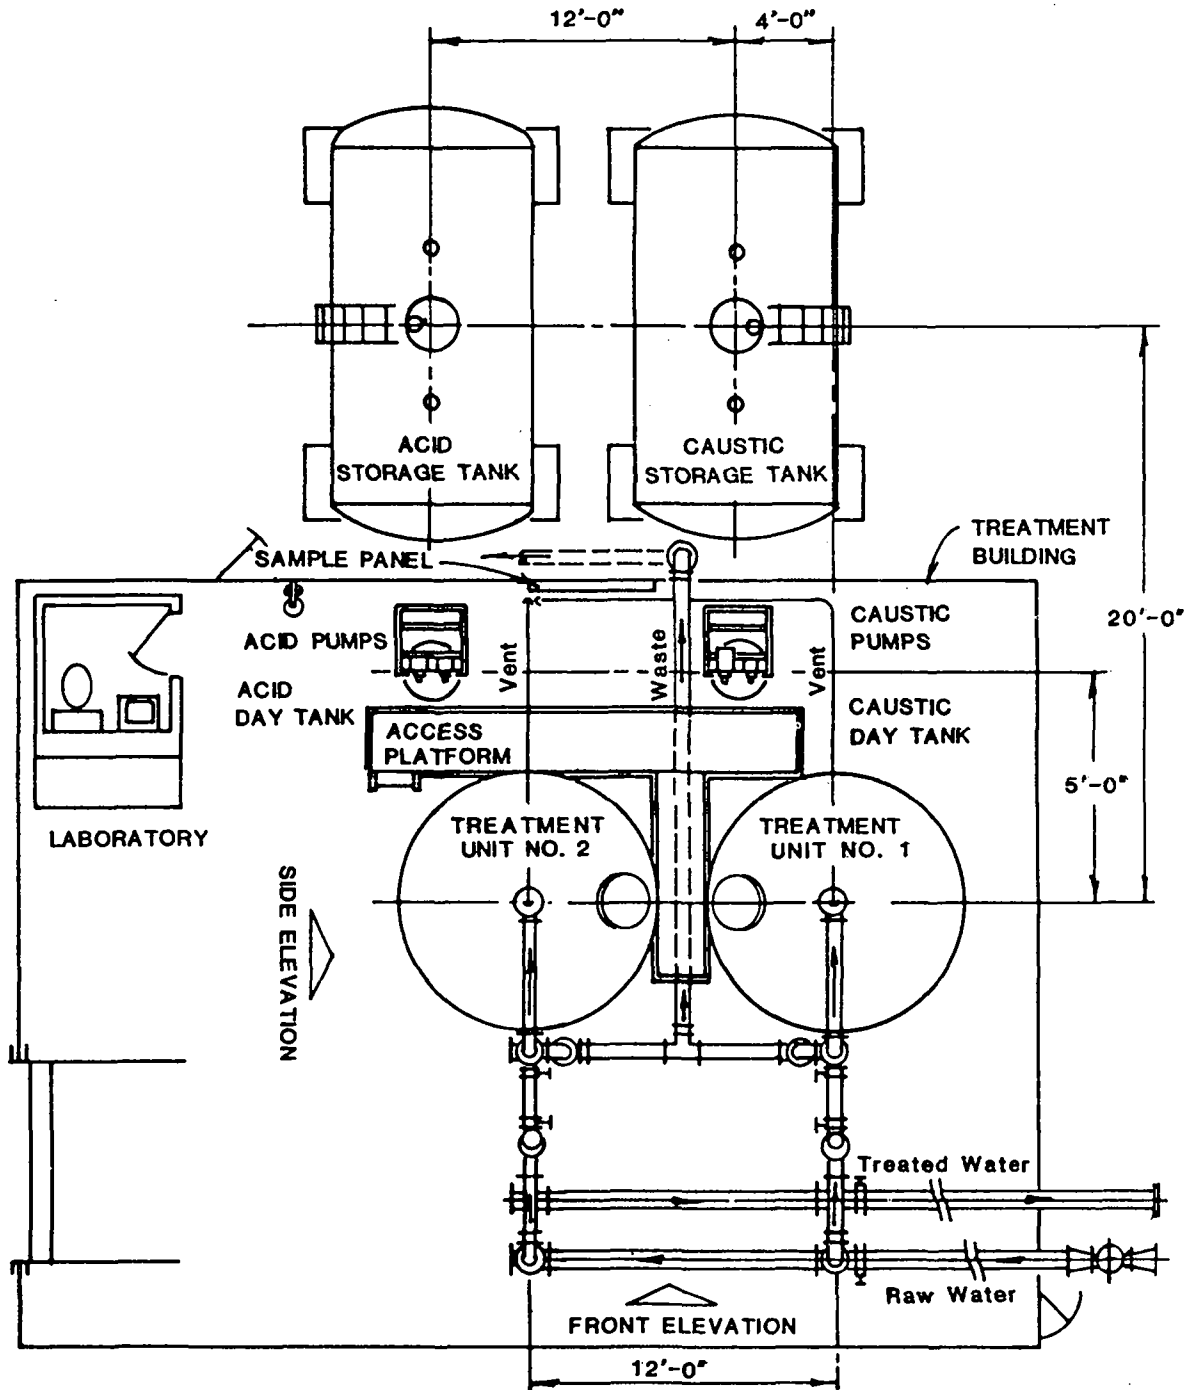 12'-0"
4'-0"
ACID
STORAGE TANK
CAUSTIC
STORAGE TANK
TREATMENT
BUILDING
SAMPLE PANEL
20'-0"
ACID PUMPS
CAUSTIC
PUMPS
Vent
Waste
Vent
ACID
DAY TANK
CAUSTIC
DAY TANK
ACCESS
PLATFORM
5'-0"
LABORATORY
TREATMENT
UNIT NO. 2
TREATMENT
UNIT NO. 1
SIDE ELEVATION
Treated Water
Raw Water
FRONT ELEVATION
12'-0"